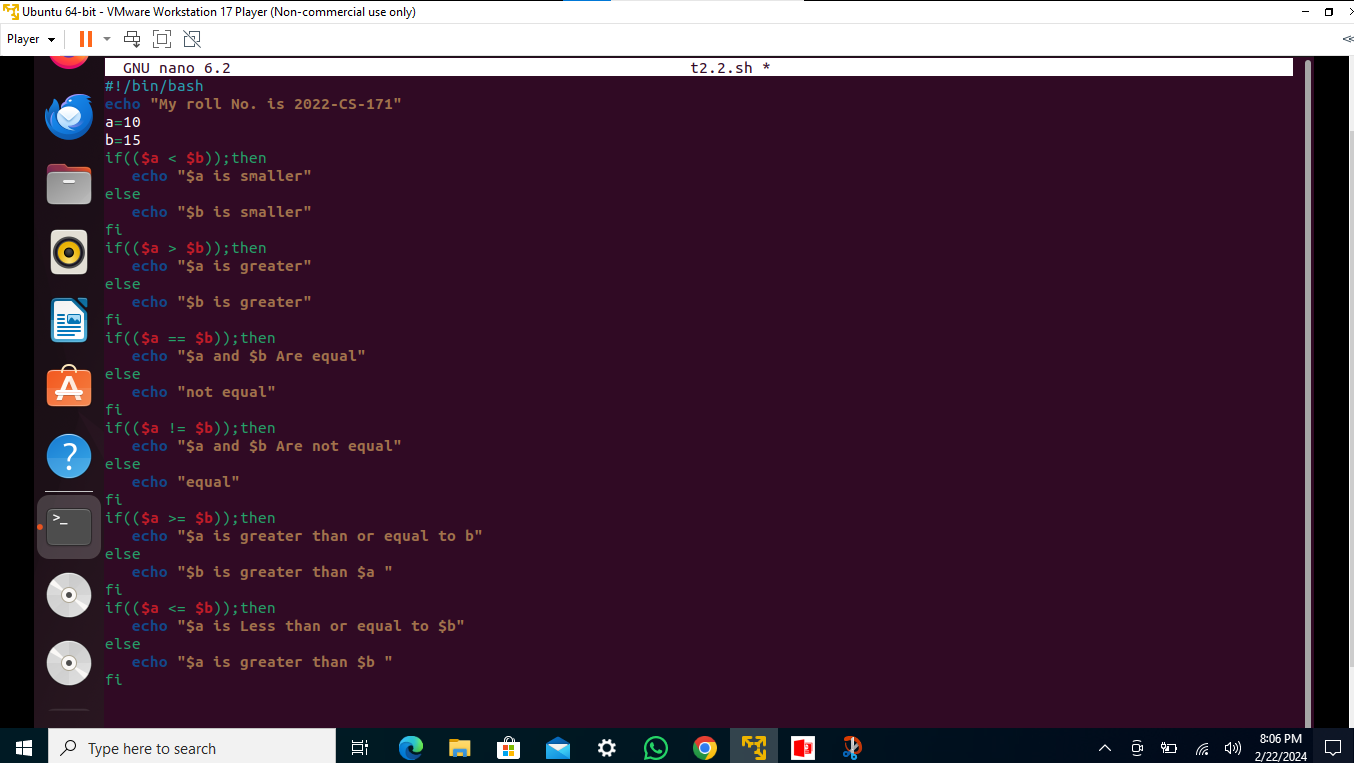 Ubuntu 64-bit - VMware Workstation 17 Player (Non-commercial use only)
Player
GNU nano 6.2 t2.2.sh *
#!/bin/bash
echo "My roll No. is 2022-CS-171"
a=10
b=15
if(($a < $b));then
   echo "$a is smaller"
else
   echo "$b is smaller"
fi
if(($a > $b));then
   echo "$a is greater"
else
   echo "$b is greater"
fi
if(($a == $b));then
   echo "$a and $b Are equal"
else
   echo "not equal"
fi
if(($a != $b));then
   echo "$a and $b Are not equal"
else
   echo "equal"
fi
if(($a >= $b));then
   echo "$a is greater than or equal to b"
else
   echo "$b is greater than $a "
fi
if(($a <= $b));then
   echo "$a is Less than or equal to $b"
else
   echo "$a is greater than $b "
fi
Type here to search
8:06 PM
2/22/2024